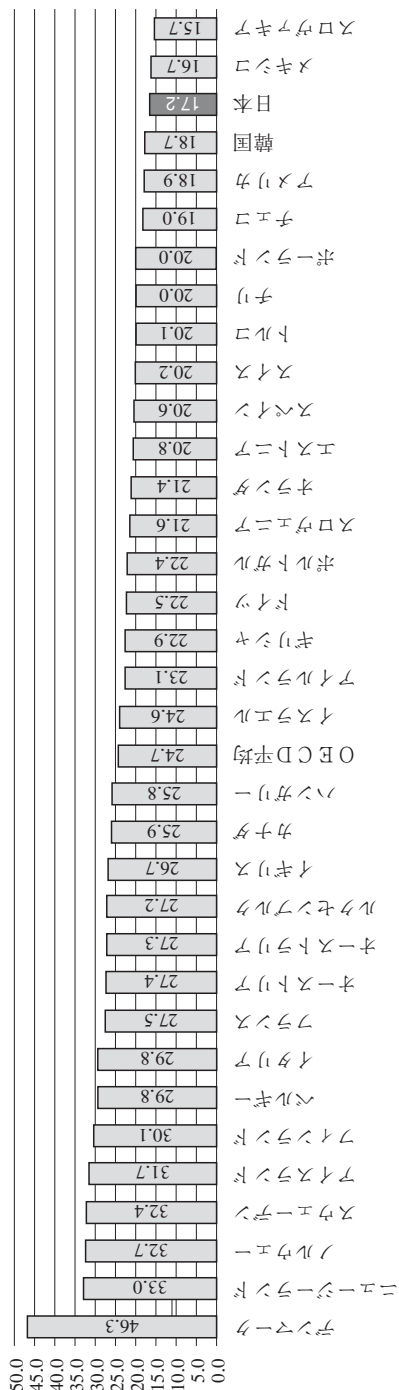 スロヴァキア 15.7
メキシコ 16.7
日本 17.2
韓国 18.7
アメリカ 18.9
チェコ 19.0
ポーランド 20.0
チリ 20.0
トルコ 20.1
スイス 20.2
スペイン 20.6
エストニア 20.8
オランダ 21.4
スロヴェニア 21.6
ポルトガル 22.4
ドイツ 22.5
ギリシャ 22.9
アイルランド 23.1
イスラエル 24.6
OECD平均 24.7
ハンガリー 25.8
カナダ 25.9
イギリス 26.7
ルクセンブルク 27.2
オーストラリア 27.3
オーストリア 27.4
フランス 27.5
イタリア 29.8
ベルギー 29.8
フィンランド 30.1
アイスランド 31.7
スウェーデン 32.4
ノルウェー 32.7
ニュージーランド 33.0
デンマーク 46.3
50.0
45.0
40.0
35.0
30.0
25.0
20.0
15.0
10.0
5.0
0.0